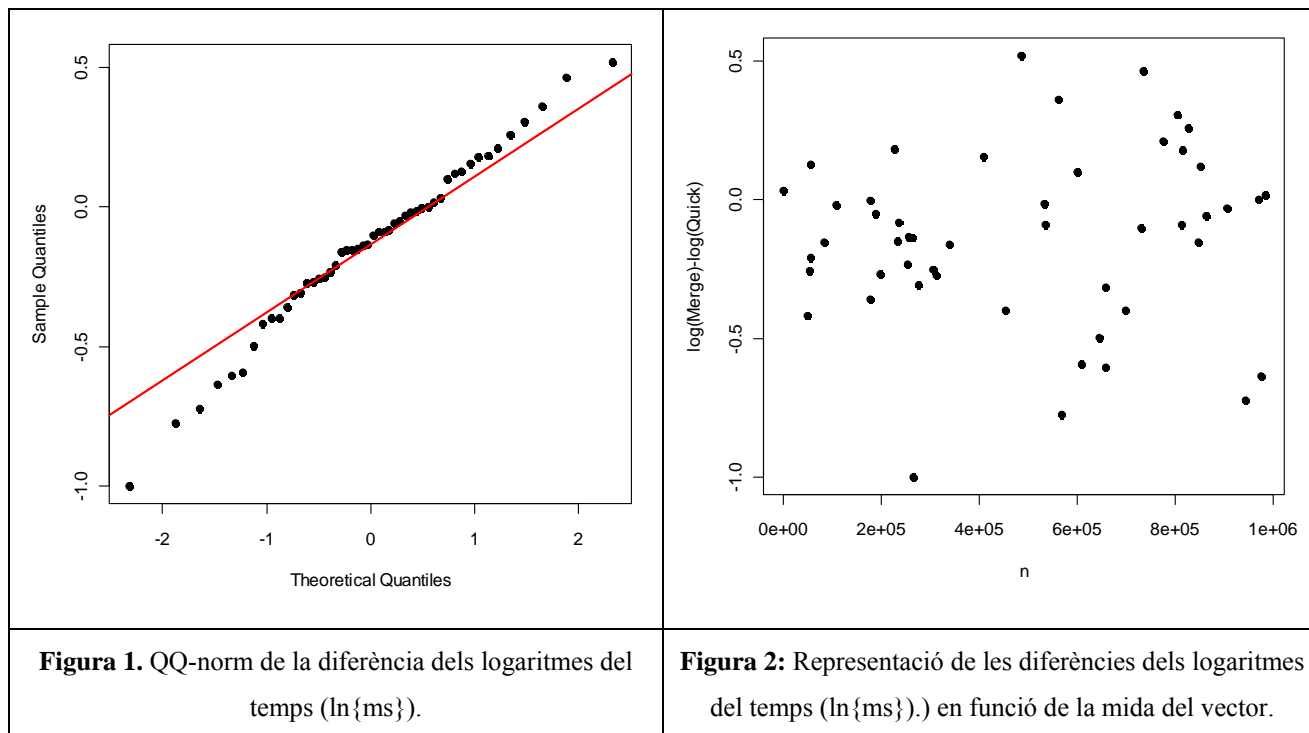 0.5
0.0
-0.5
-1.0
Sample Quantiles
-2
-1
0
1
2
Theoretical Quantiles
0.5
0.0
-0.5
-1.0
log(Merge)-log(Quick)
0e+00
2e+05
4e+05
6e+05
8e+05
1e+06
n
Figura 1. QQ-norm de la diferència dels logaritmes del
temps (ln{ms}).
Figura 2: Representació de les diferències dels logaritmes
del temps (ln{ms}).) en funció de la mida del vector.